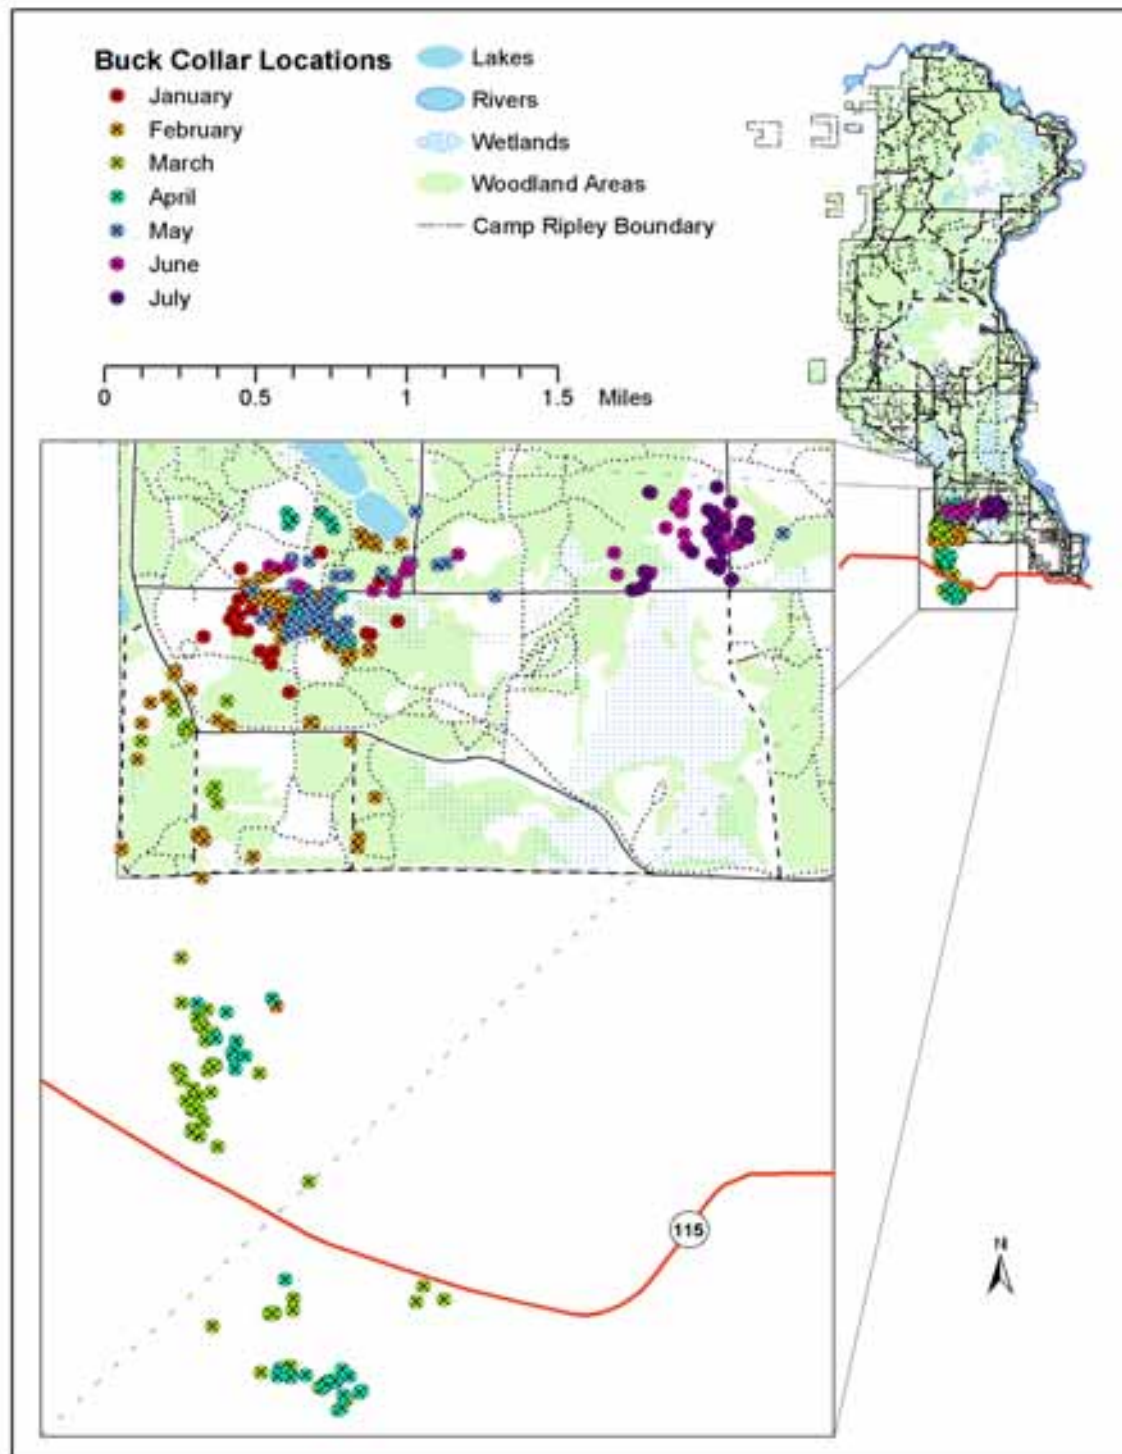 Buck Collar Locations
January
February
March
April
May
June
July
Lakes
Rivers
Wetlands
Woodland Areas
Camp Ripley Boundary
0 0.5 1 1.5 Miles
115
N